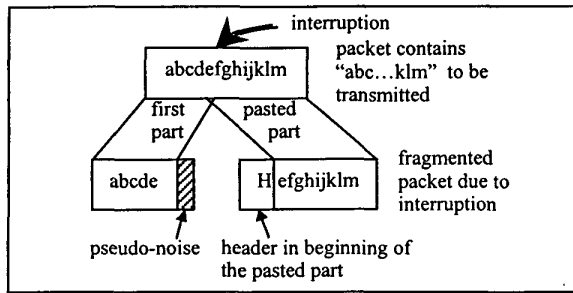 interruption
packet contains
“abc...klm” to be
transmitted
abcdefghijklm
first
part
pasted
part
abcde
H efghijklm
fragmented
packet due to
interruption
pseudo-noise
header in beginning of
the pasted part